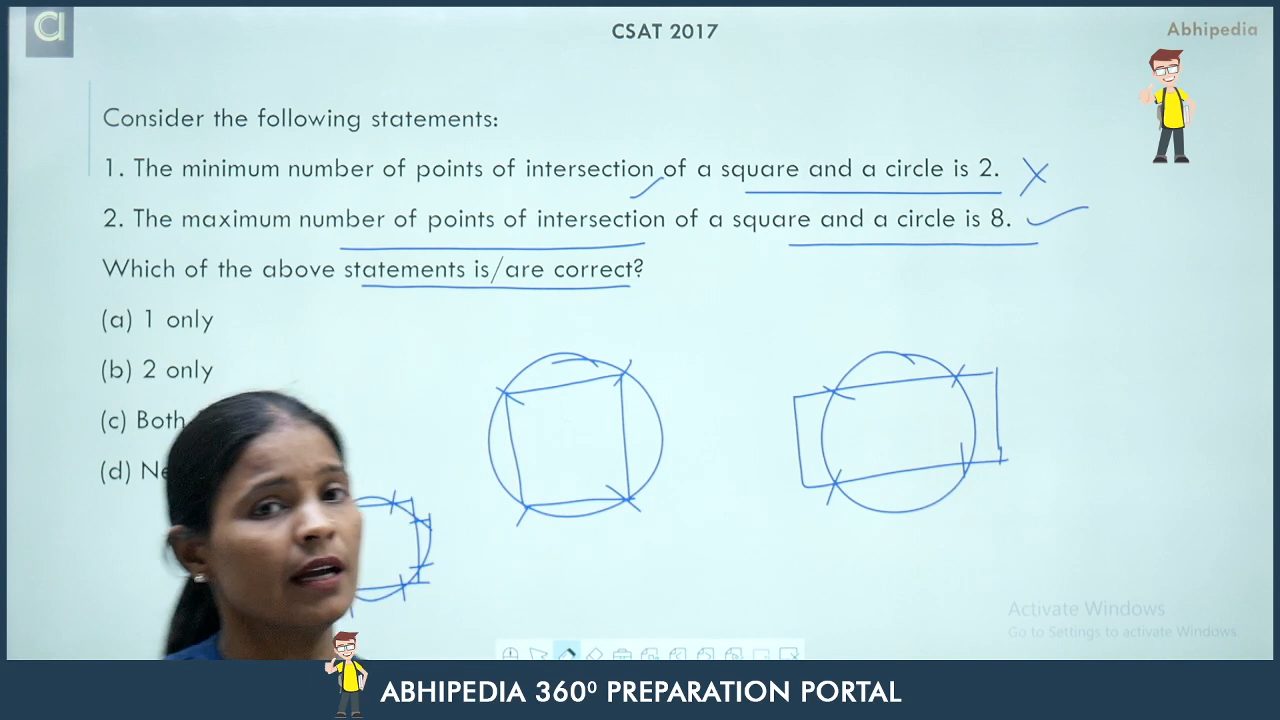 a
CSAT 2017
Abhipedia
Consider the following statements:
1. The minimum number of points of intersection of a square and a circle is 2.
2. The maximum number of points of intersection of a square and a circle is 8.
Which of the above statements is/are correct?
(a) 1 only
(b) 2 only
(c) Both
(d) Ne
Activate Windows
Go to Settings to activate Windows.
ABHIPEDIA 360⁰ PREPARATION PORTAL